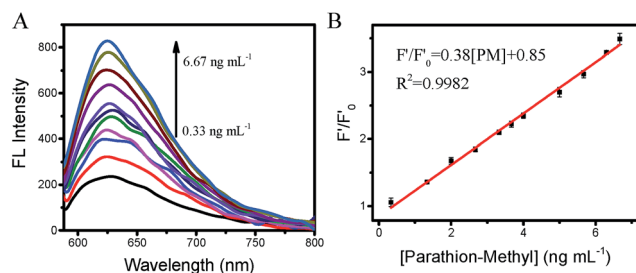 A
FL Intensity
800
600
400
200
0
600
650
700
750
800
Wavelength (nm)
6.67 ng mL⁻¹
0.33 ng mL⁻¹
B
F'/F'₀
3
2
1
0
1
2
3
4
5
6
[Parathion-Methyl] (ng mL⁻¹)
F'/F'₀=0.38[PM]+0.85
R²=0.9982